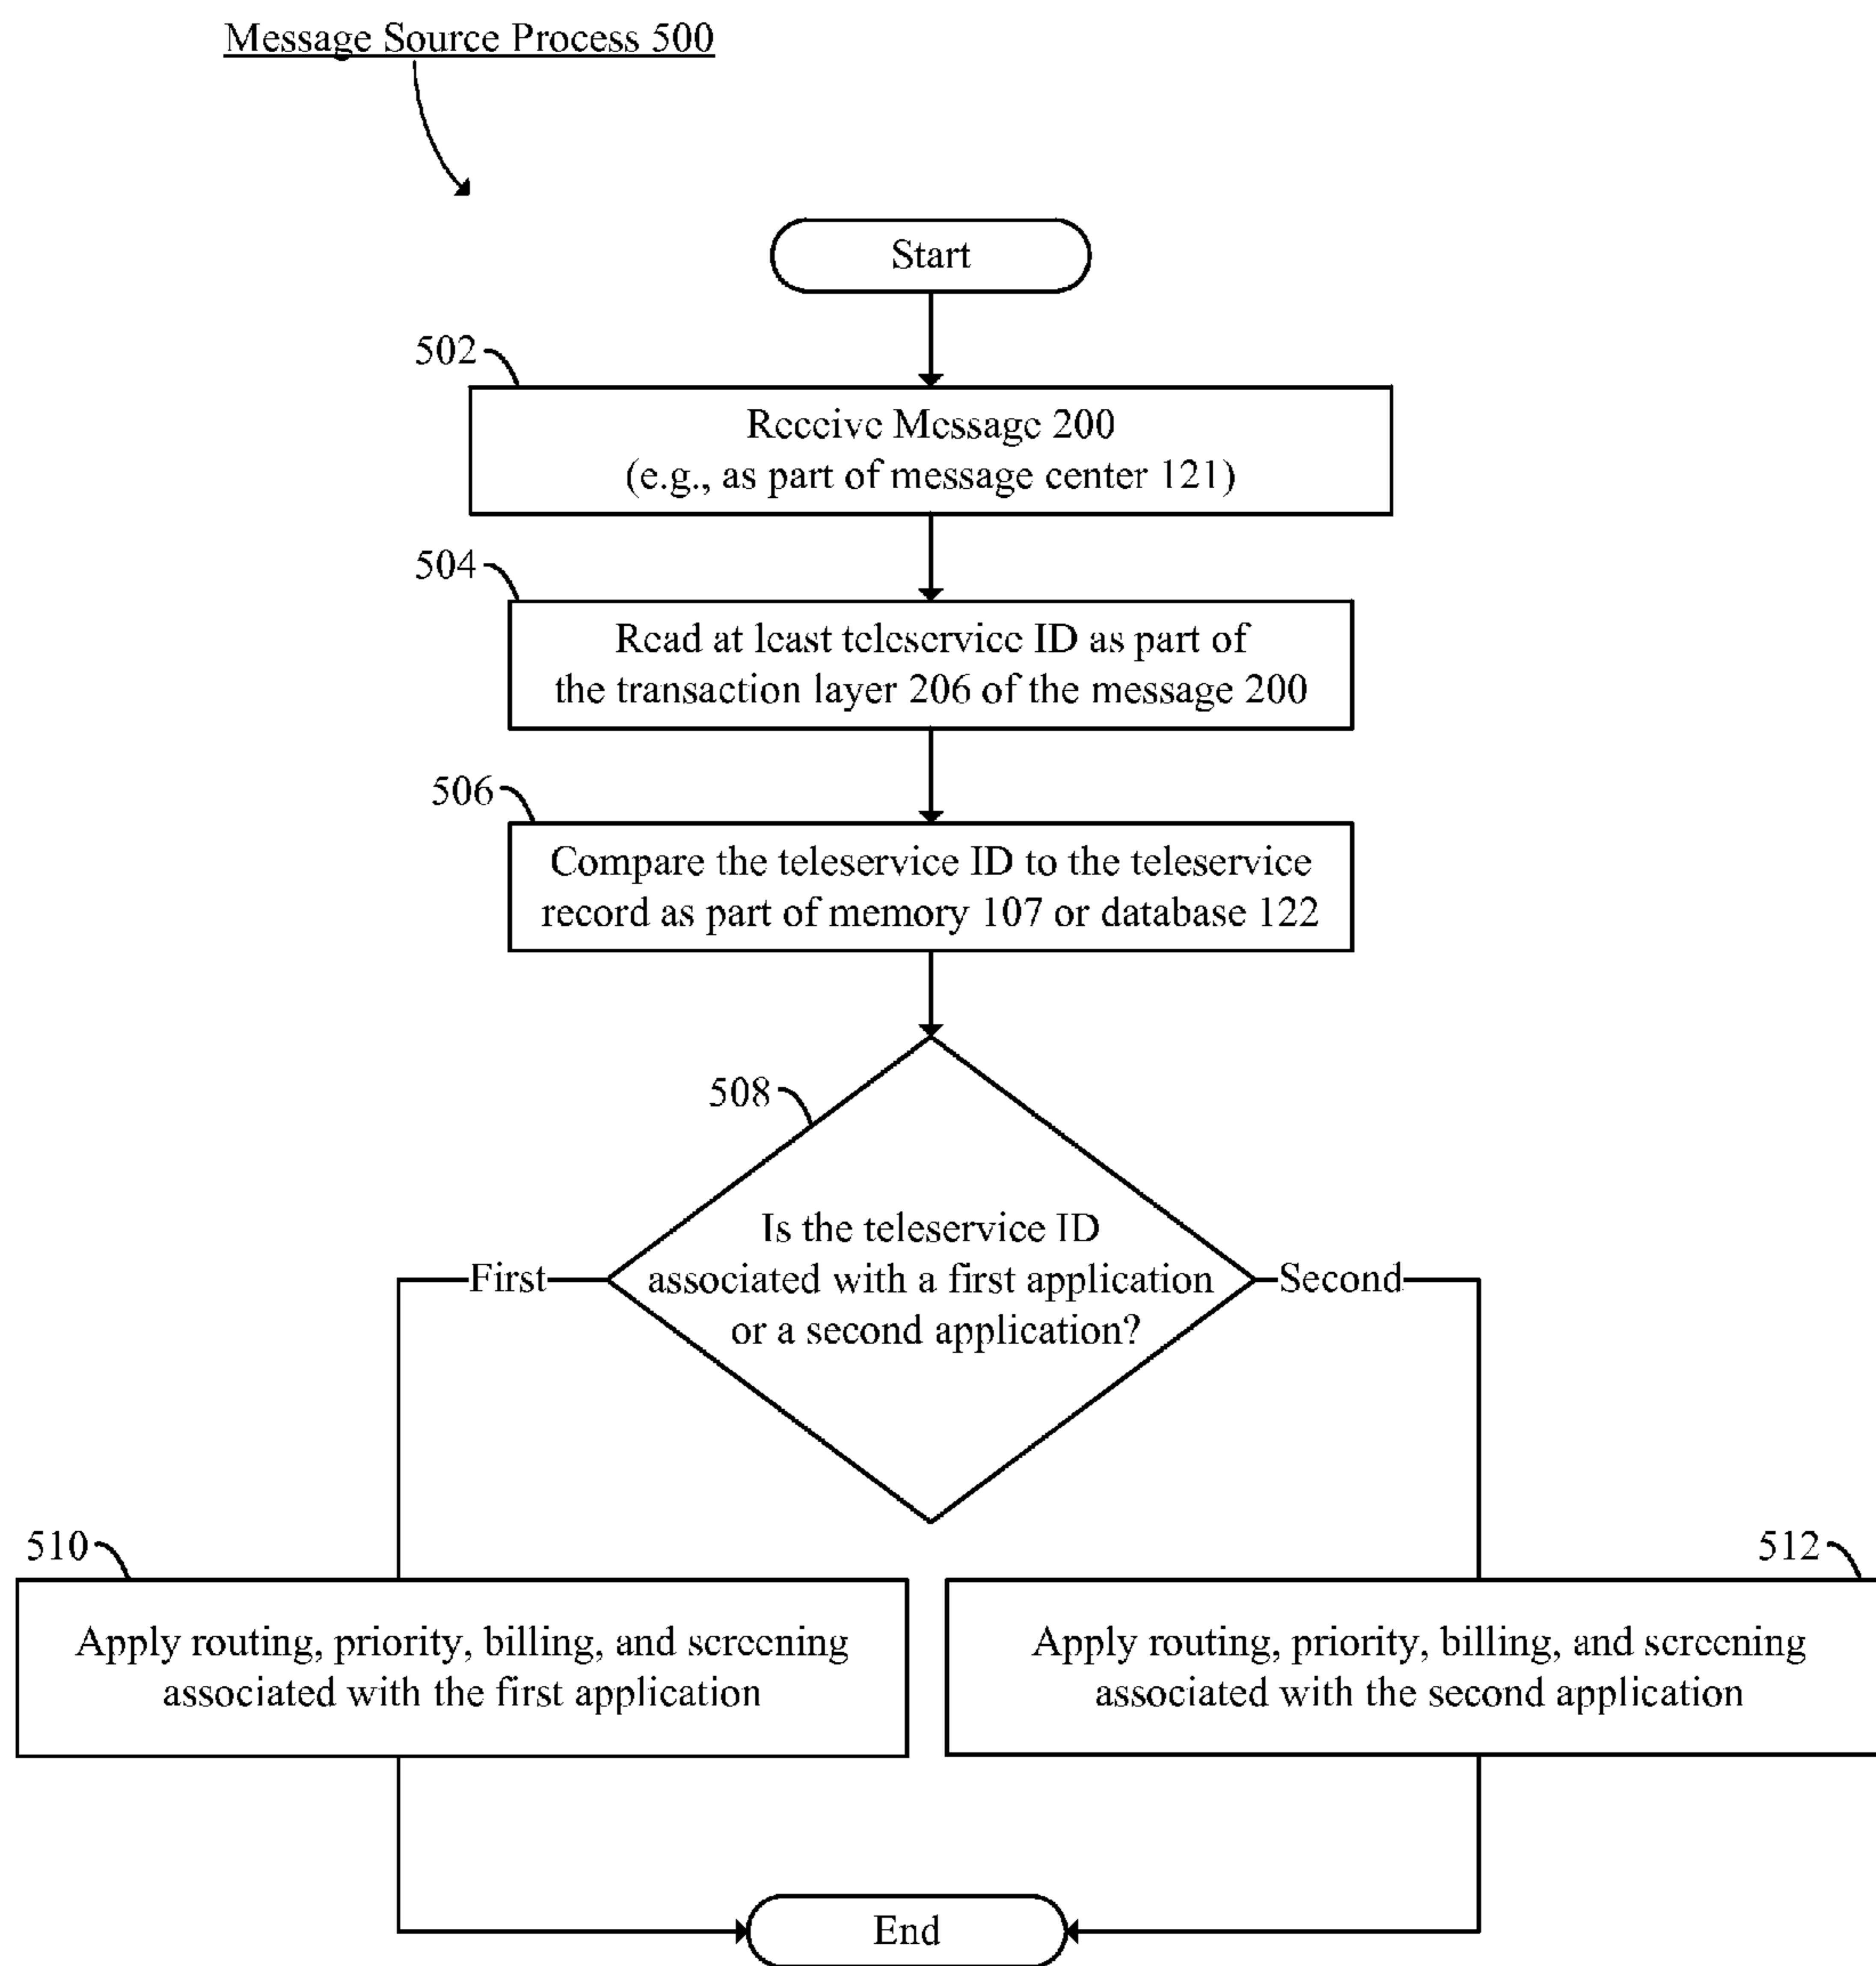 Message Source Process 500
Start
502
Receive Message 200
(e.g., as part of message center 121)
504
Read at least teleservice ID as part of
the transaction layer 206 of the message 200
506
Compare the teleservice ID to the teleservice
record as part of memory 107 or database 122
508
Is the teleservice ID
associated with a first application
or a second application?
First
Second
510
Apply routing, priority, billing, and screening
associated with the first application
512
Apply routing, priority, billing, and screening
associated with the second application
End